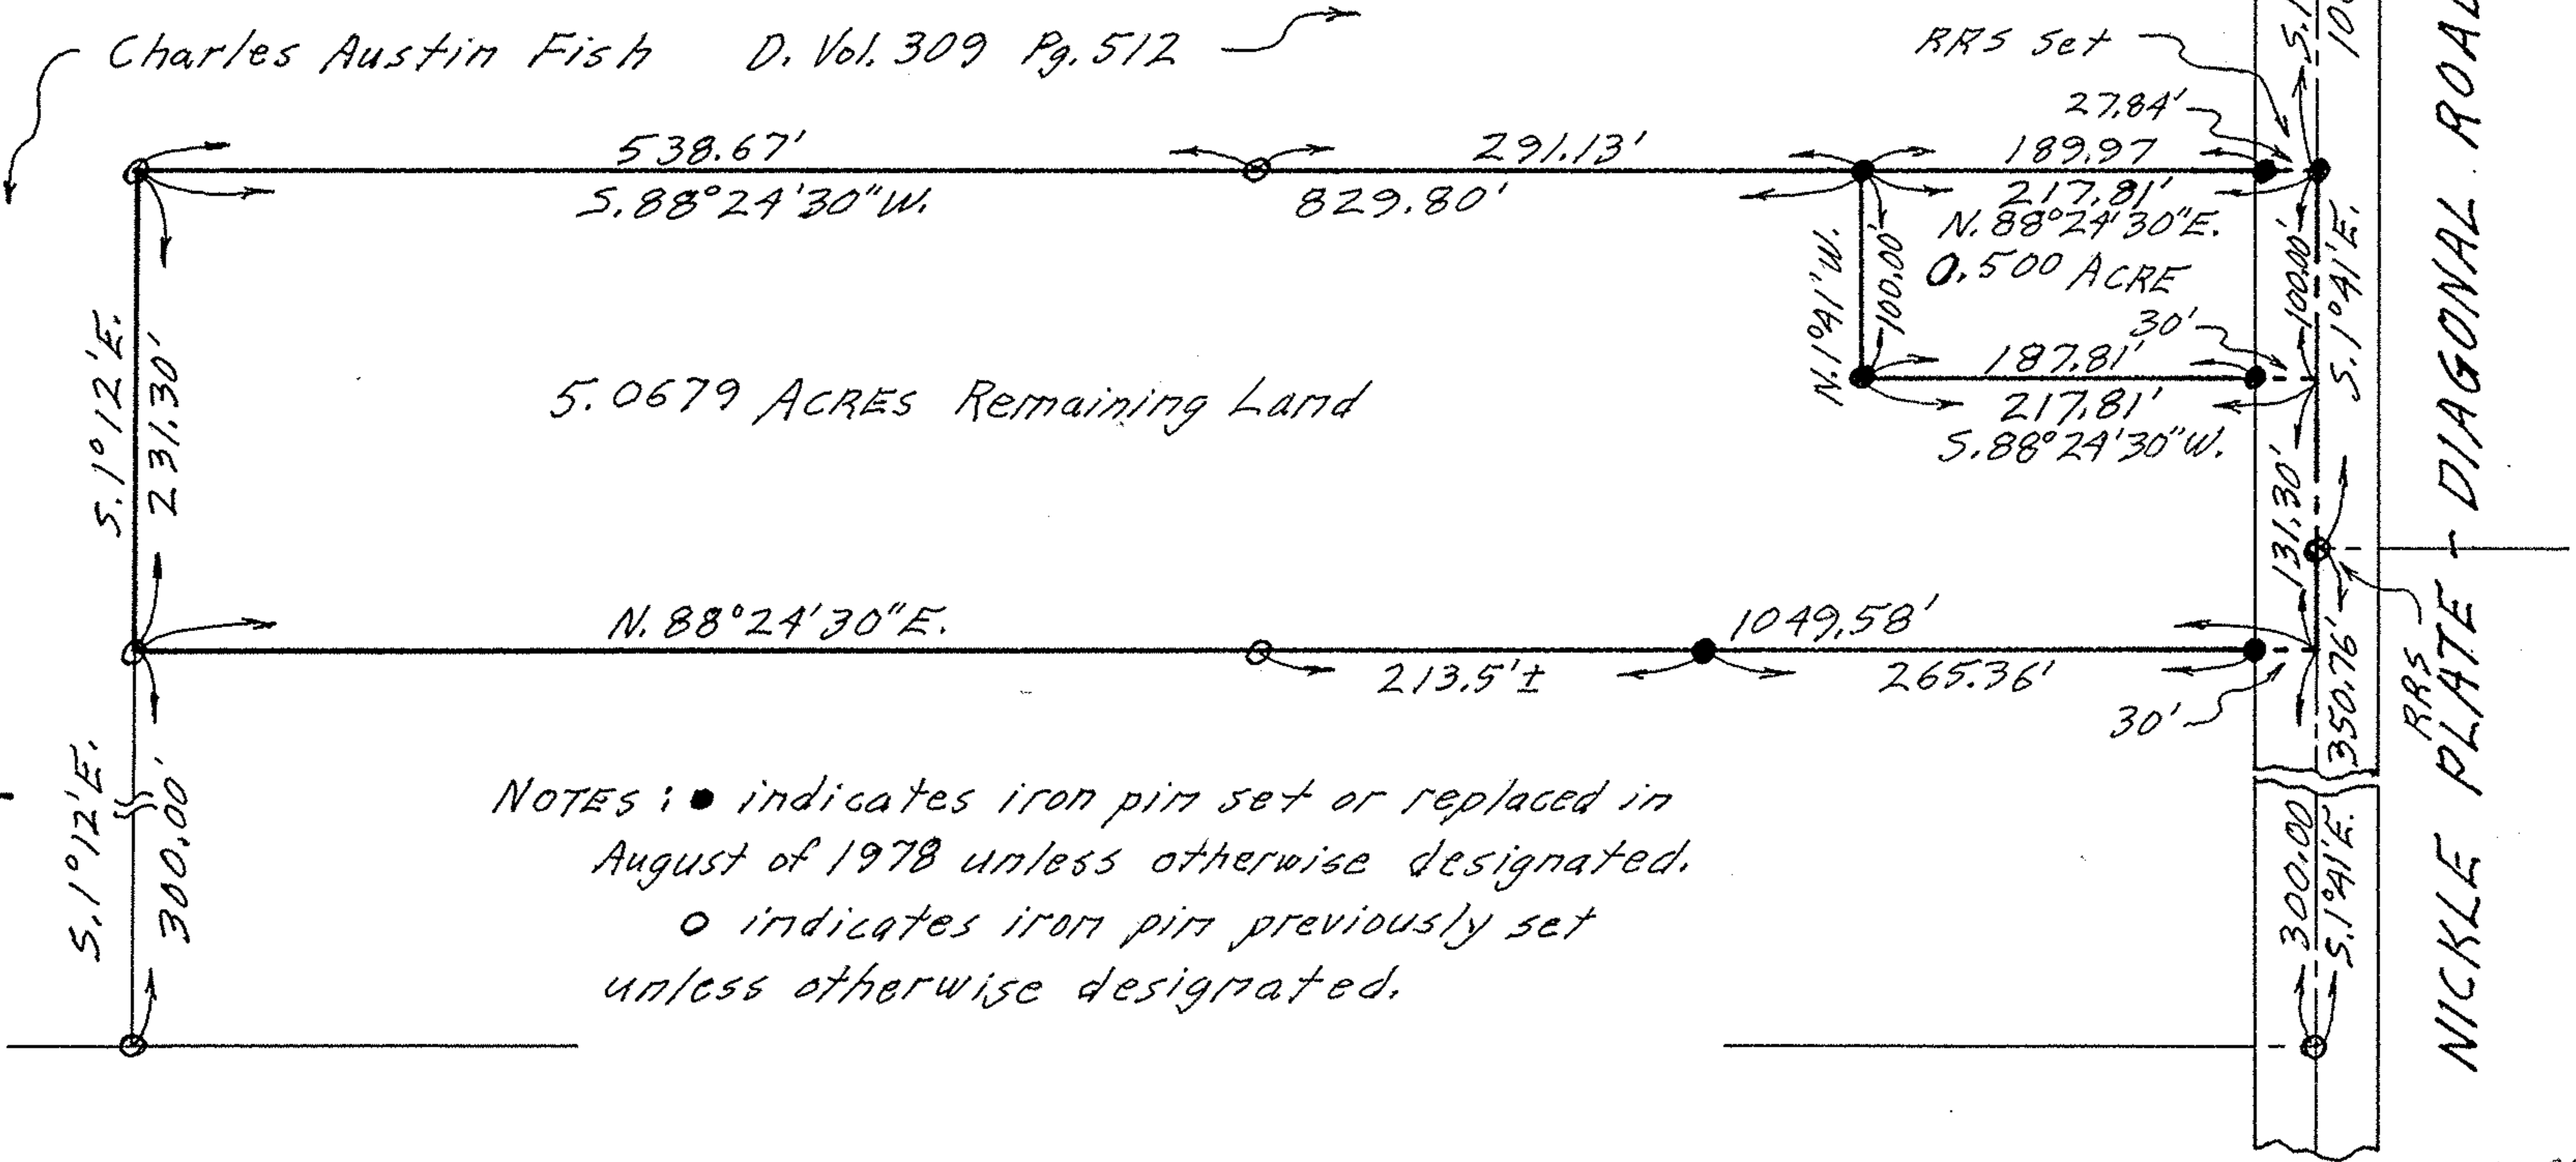 Charles Austin Fish D. Vol. 309 Pg. 512
RRS Set
27.84'
538.67'
291.13'
189.97
S. 88°24'30" W.
829.80'
217.81'
N. 88°24'30" E.
0.500 ACRE
N. 1°41" W.
100.00'
100.00'
S. 1°41' E.
30'
187.81'
217.81'
S. 88°24'30" W.
S. 1°12' E.
231.30'
5.0679 ACRES Remaining Land
131.30'
N. 88°24'30" E.
1049.58'
213.5'±
265.36'
30'
350.76'
RRS
S. 1°12' E.
300.00'
NOTES : ● indicates iron pin set or replaced in
August of 1978 unless otherwise designated.
o indicates iron pin previously set
unless otherwise designated.
300.00
S. 1°41' E.
NICKLE PLATE - DIAGONAL ROAD